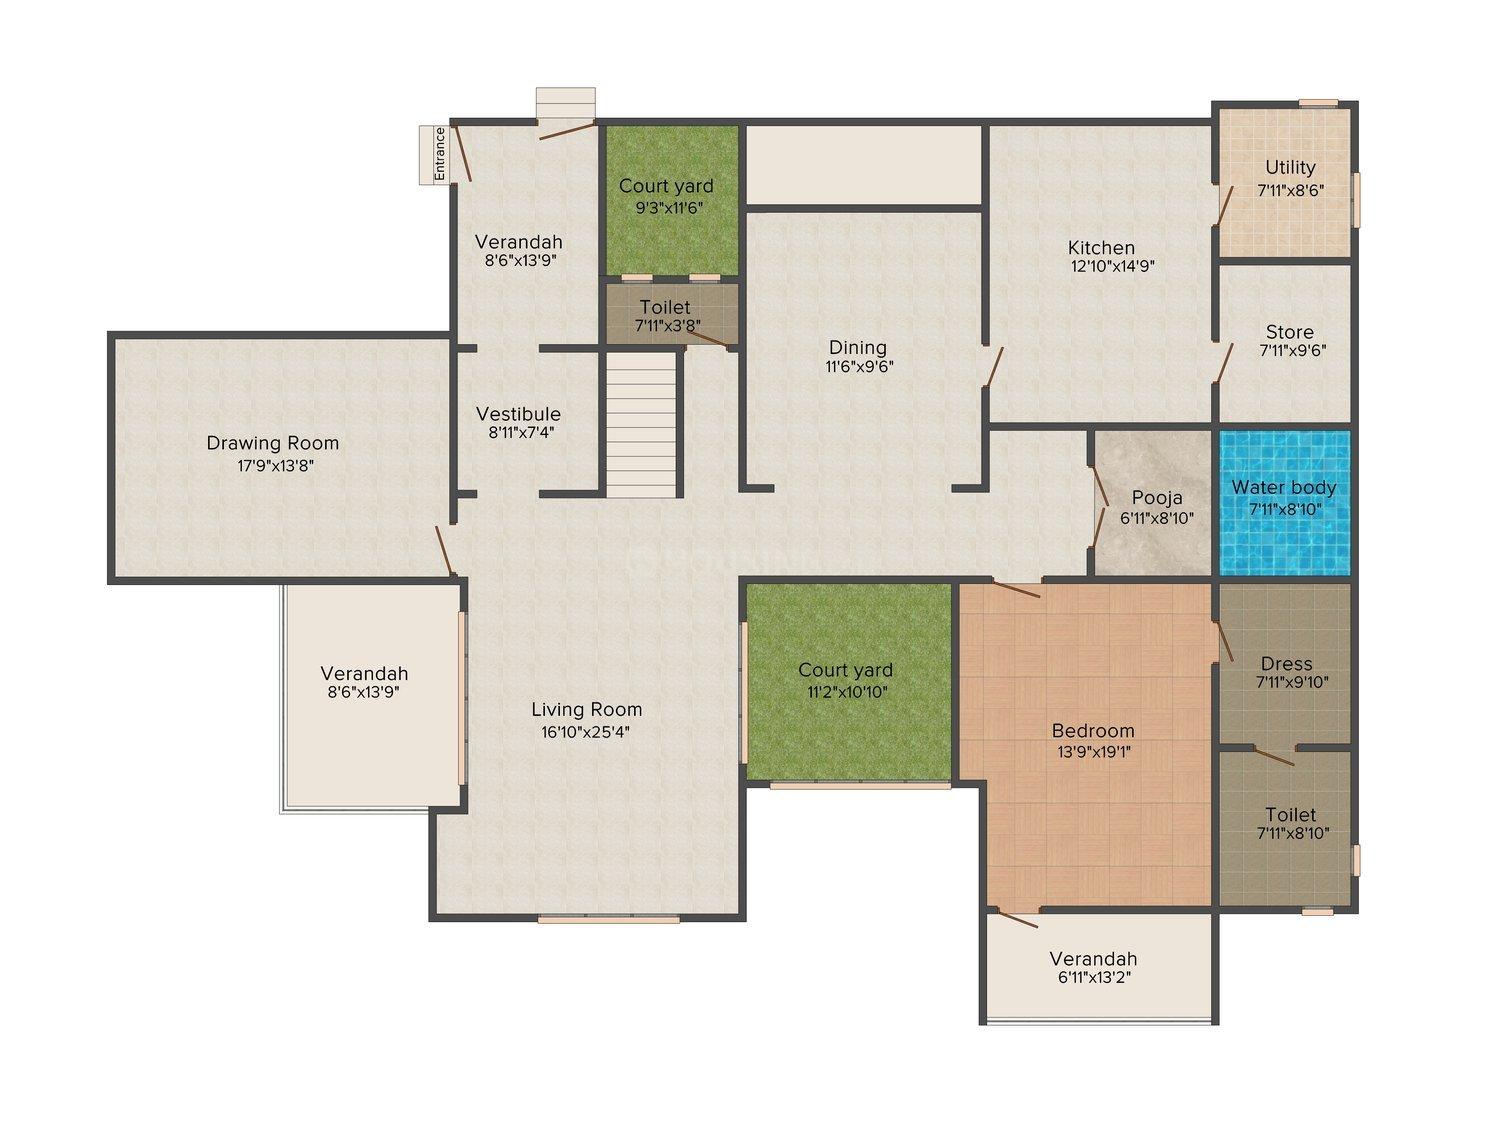 Entrance
Verandah
8'6"x13'9"
Court yard
9'3"x11'6"
Toilet
7'11"x3'8"
Utility
7'11"x8'6"
Kitchen
12'10"x14'9"
Store
7'11"x9'6"
Dining
11'6"x9'6"
Vestibule
8'11"x7'4"
Drawing Room
17'9"x13'8"
Pooja
6'11"x8'10"
Water body
7'11"x8'10"
Verandah
8'6"x13'9"
Living Room
16'10"x25'4"
Court yard
11'2"x10'10"
Bedroom
13'9"x19'1"
Dress
7'11"x9'10"
Toilet
7'11"x8'10"
Verandah
6'11"x13'2"